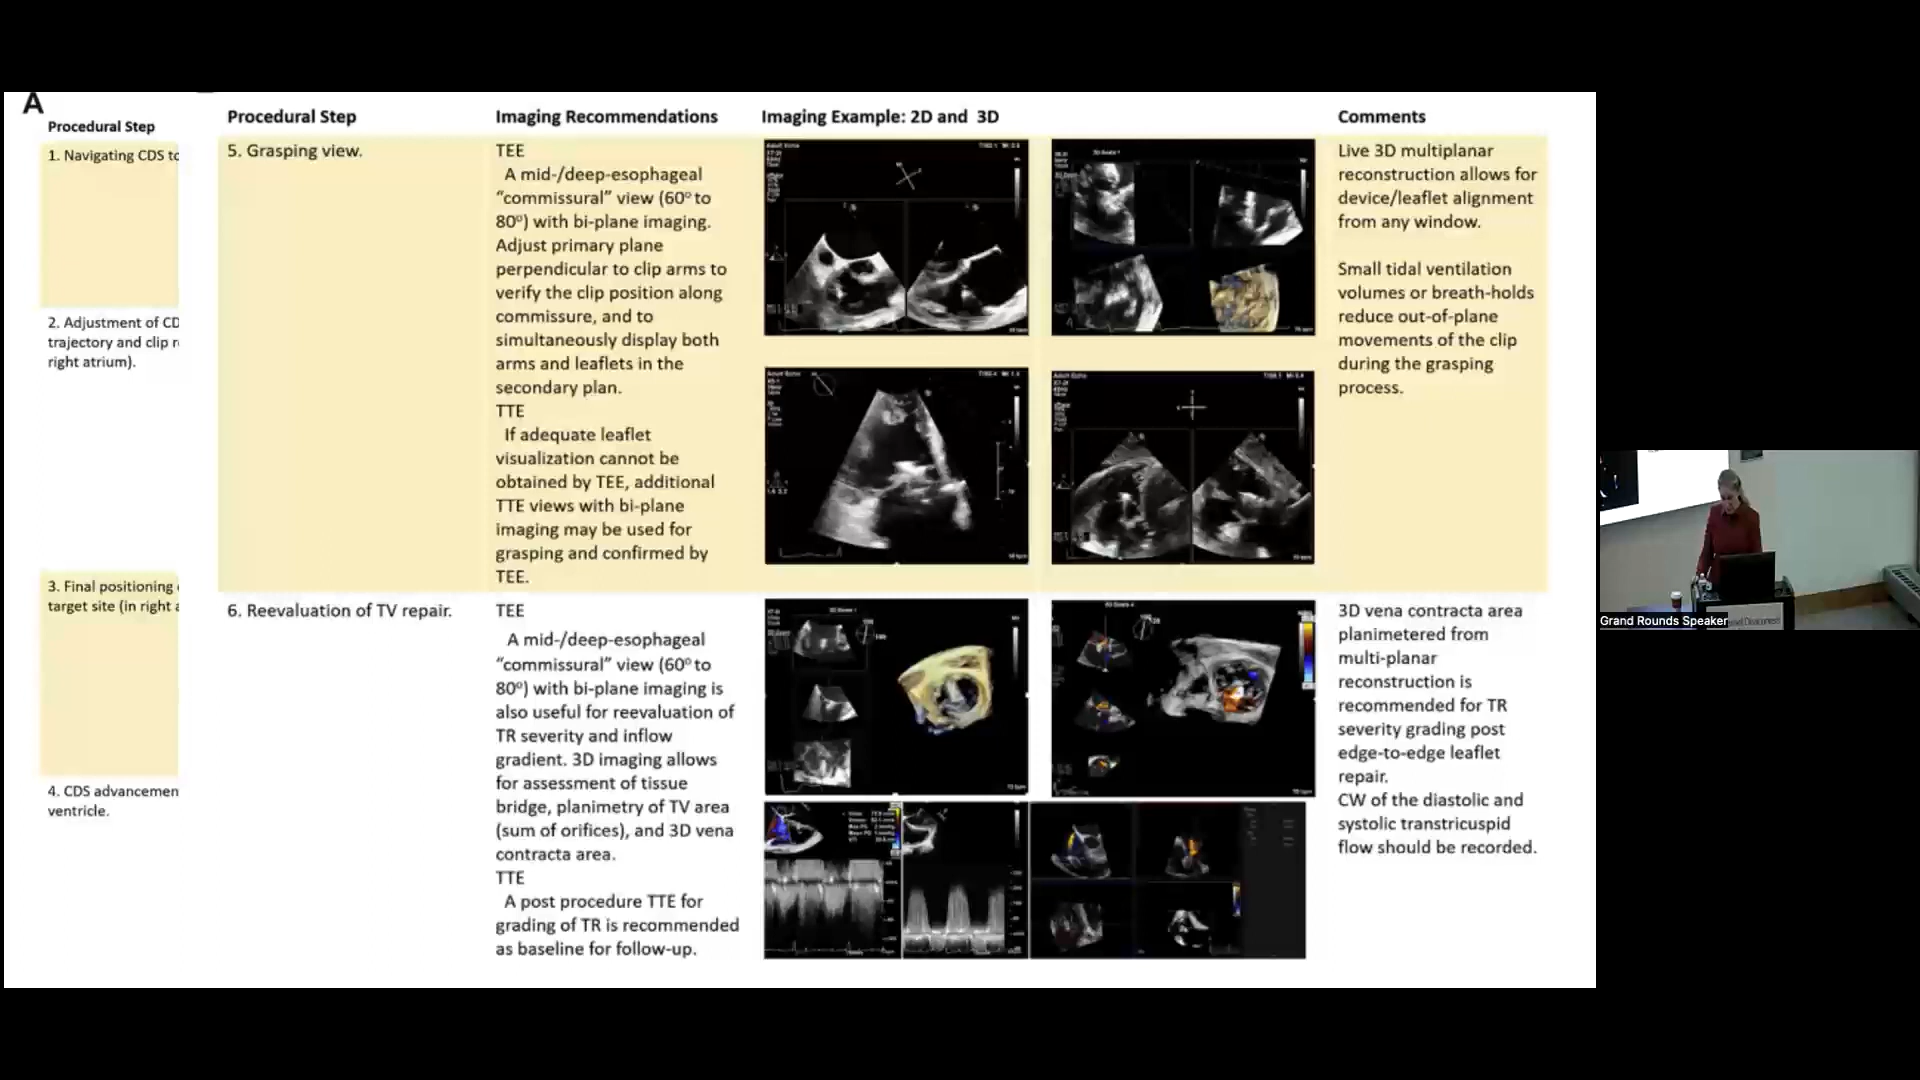 A
Procedural Step
1. Navigating CDS to
2. Adjustment of CD
trajectory and clip r
right atrium).
3. Final positioning
target site (in right a
4. CDS advancemen
ventricle.
Procedural Step
Imaging Recommendations
Imaging Example: 2D and 3D
Comments
5. Grasping view.
TEE
A mid-/deep-esophageal
“commissural” view (60º to
80º) with bi-plane imaging.
Adjust primary plane
perpendicular to clip arms to
verify the clip position along
commissure, and to
simultaneously display both
arms and leaflets in the
secondary plan.
TTE
If adequate leaflet
visualization cannot be
obtained by TEE, additional
TTE views with bi-plane
imaging may be used for
grasping and confirmed by
TEE.
Live 3D multiplanar
reconstruction allows for
device/leaflet alignment
from any window.
Small tidal ventilation
volumes or breath-holds
reduce out-of-plane
movements of the clip
during the grasping
process.
6. Reevaluation of TV repair.
TEE
A mid-/deep-esophageal
“commissural” view (60º to
80º) with bi-plane imaging is
also useful for reevaluation of
TR severity and inflow
gradient. 3D imaging allows
for assessment of tissue
bridge, planimetry of TV area
(sum of orifices), and 3D vena
contracta area.
TTE
A post procedure TTE for
grading of TR is recommended
as baseline for follow-up.
3D vena contracta area
planimetered from
multi-planar
reconstruction is
recommended for TR
severity grading post
edge-to-edge leaflet
repair.
CW of the diastolic and
systolic transtricuspid
flow should be recorded.
Grand Rounds Speaker